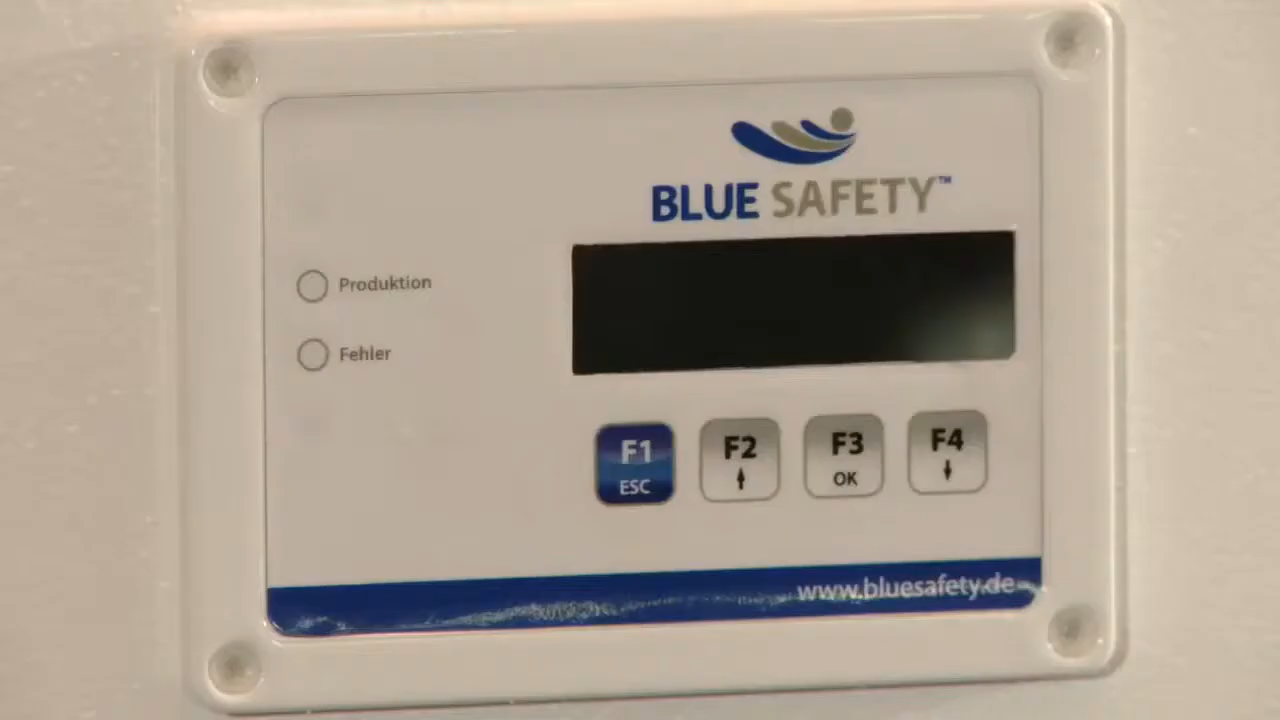 BLUE SAFETY™
Produktion
Fehler
F1
ESC
F2
F3
OK
F4
www.bluesafety.de